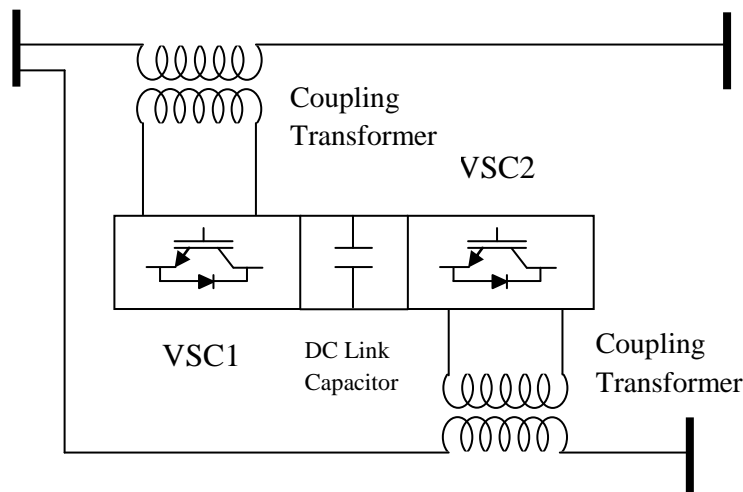 Coupling
Transformer
VSC2
VSC1
DC Link
Capacitor
Coupling
Transformer